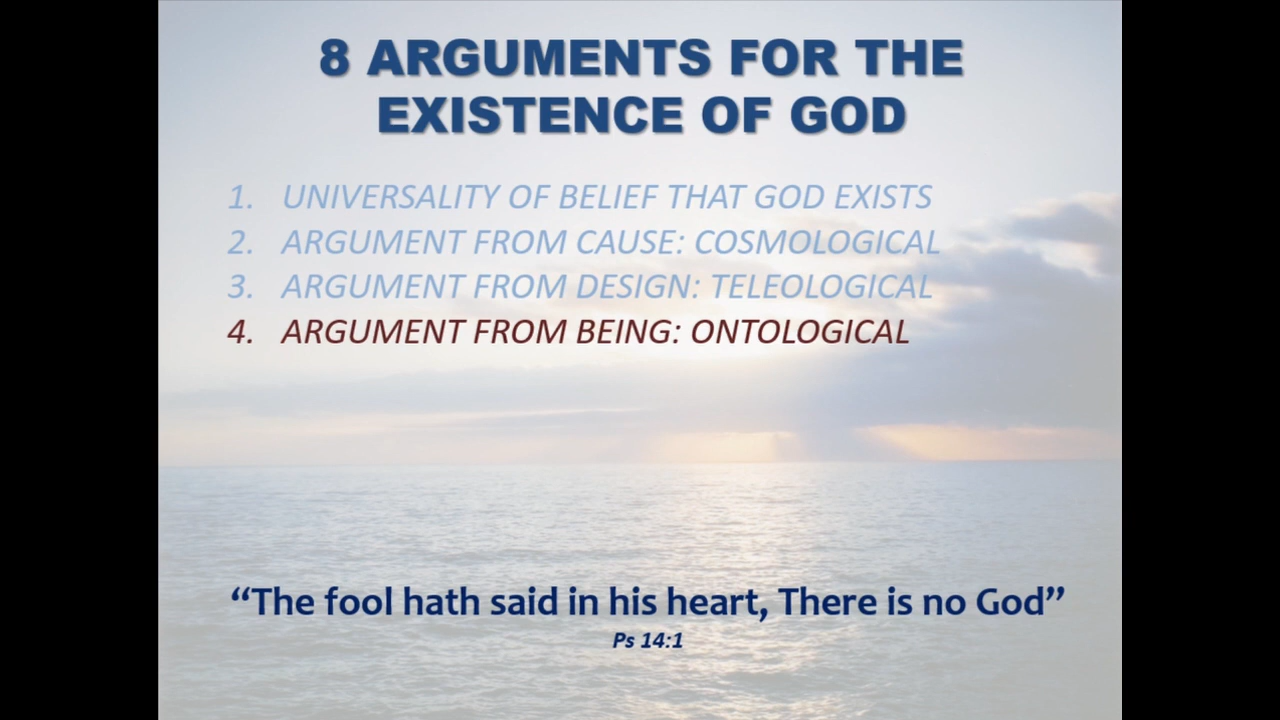 8 ARGUMENTS FOR THE
EXISTENCE OF GOD
1. UNIVERSALITY OF BELIEF THAT GOD EXISTS
2. ARGUMENT FROM CAUSE: COSMOLOGICAL
3. ARGUMENT FROM DESIGN: TELEOLOGICAL
4. ARGUMENT FROM BEING: ONTOLOGICAL
“The fool hath said in his heart, There is no God”
Ps 14:1